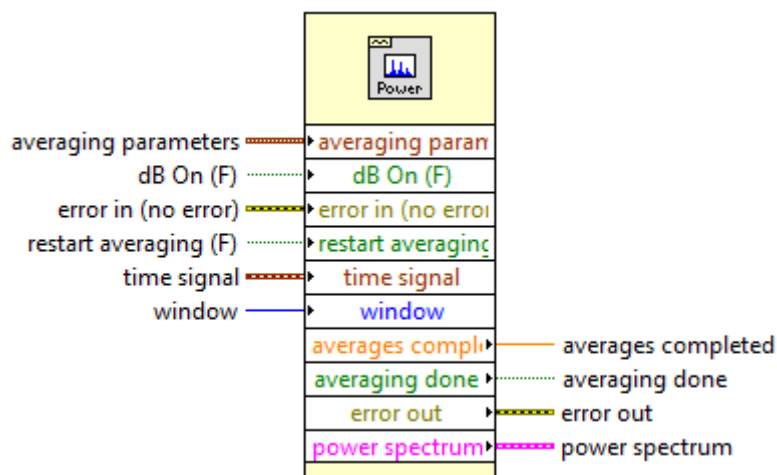 Power
averaging parameters averaging param
dB On (F) dB On (F)
error in (no error) error in (no error
restart averaging (F) restart averaging
time signal time signal
window window
averages comple averages completed
averaging done averaging done
error out error out
power spectrum power spectrum